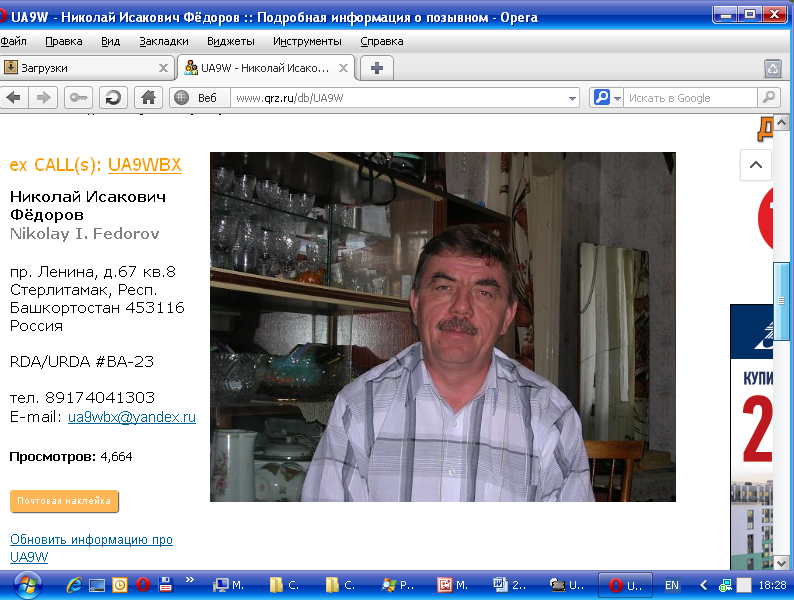 UA9W - Николай Исакович Фёдоров :: Подробная информация о позывном - Opera
Файл Правка Вид Закладки Виджеты Инструменты Справка
Загрузки
UA9W - Николай Исако...
Веб
www.qrz.ru/db/UA9W
Искать в Google
ex CALL(s): UA9WBX
Николай Исакович
Фёдоров
Nikolay I. Fedorov
пр. Ленина, д.67 кв.8
Стерлитамак, Респ.
Башкортостан 453116
Россия
RDA/URDA #BA-23
тел. 89174041303
E-mail: ua9wbx@yandex.ru
Просмотров: 4,664
Почтовая наклейка
Обновить информацию про
UA9W
Д
КУПИ
2
M.
С.
С.
Р..
М.
2..
U..
U..
EN
18:28